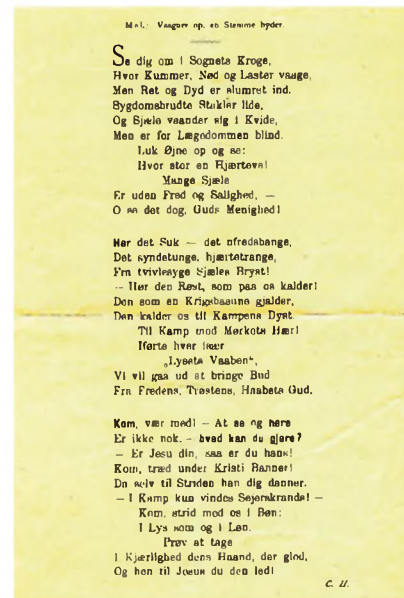 Mel.: Vaagner op, en Stemme byder.
Se dig om i Sognets Kroge,
Hvor Kummer, Nød og Laster vaage,
Men Ret og Dyd er slumret ind.
Sygdomsbrudte Stakler lide,
Og Sjæle vaander sig i Kvide,
Men er for Lægedommen blind.
Luk Øjne op og se:
Hvor stor en Hjærteve!
Mange Sjæle
Er uden Fred og Salighed, —
O se det dog, Guds Menighed!
Hør det Suk — det ufredsbange,
Det syndetunge, hjærtetrange,
Fra tvivlesyge Sjæles Bryst!
— Hør den Røst, som paa os kalder!
Den som en Krigsbasune gjalder,
Den kalder os til Kampens Dyst.
Til Kamp mod Mørkets Hær!
Iførte hver især
„Lysets Vaaben“,
Vi vil gaa ud at bringe Bud
Fra Fredens, Trøstens, Haabets Gud.
Kom, vær med! — At se og høre
Er ikke nok. — hvad kan du gjøre?
— Er Jesu din, saa er du hans!
Kom, træd under Kristi Banner!
Du selv til Striden han dig danner.
— I Kamp kun vindes Sejerskrands! —
Kom, strid med os i Bøn:
I Lys som og i Løn.
Prøv at tage
I Kjærlighed dens Haand, der gled,
Og hen til Jesus du den led!
C. H.